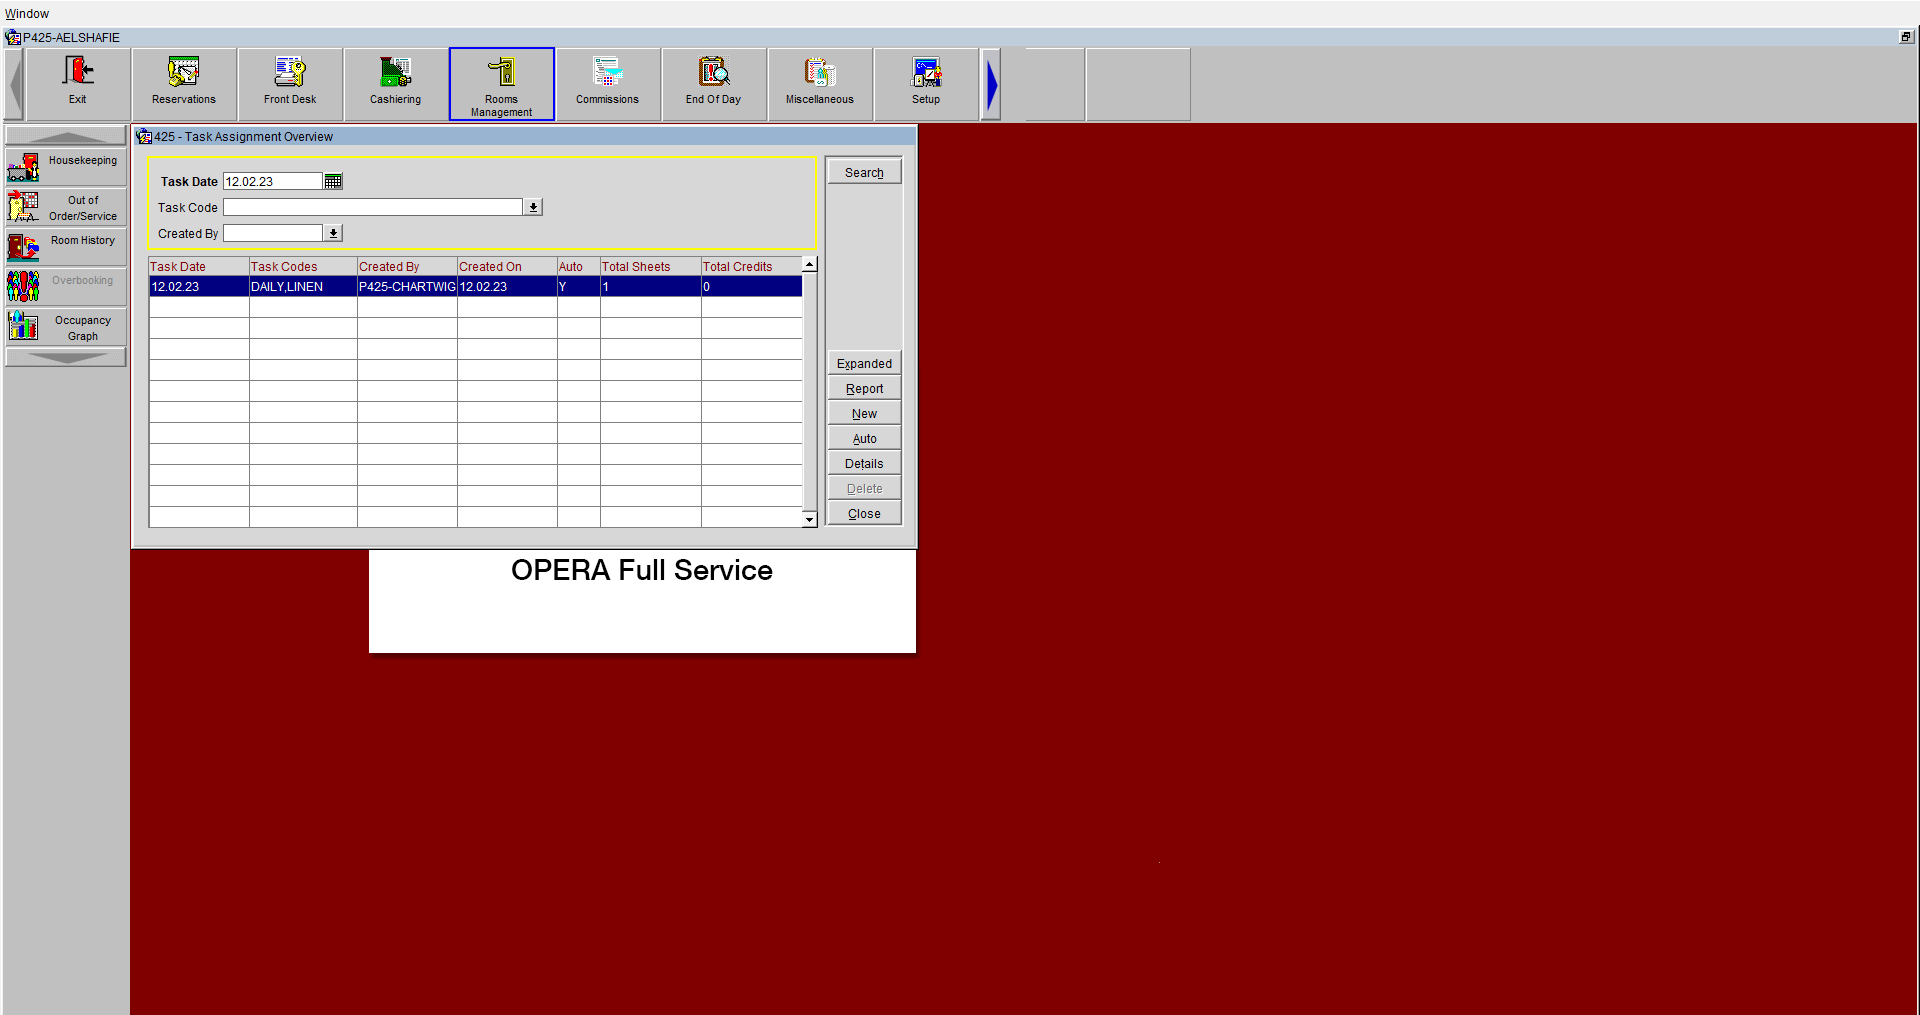 Window
P425-AELSHAFIE
Exit
Reservations
Front Desk
Cashiering
Rooms
Management
Commissions
End Of Day
Miscellaneous
Setup
Housekeeping
Out of
Order/Service
Room History
Overbooking
Occupancy
Graph
425 - Task Assignment Overview
Task Date 12.02.23
Task Code
Created By
Search
Task Date Task Codes Created By Created On Auto Total Sheets Total Credits
12.02.23 DAILY,LINEN P425-CHARTWIG 12.02.23 Y 1 0
Expanded
Report
New
Auto
Details
Delete
Close
OPERA Full Service